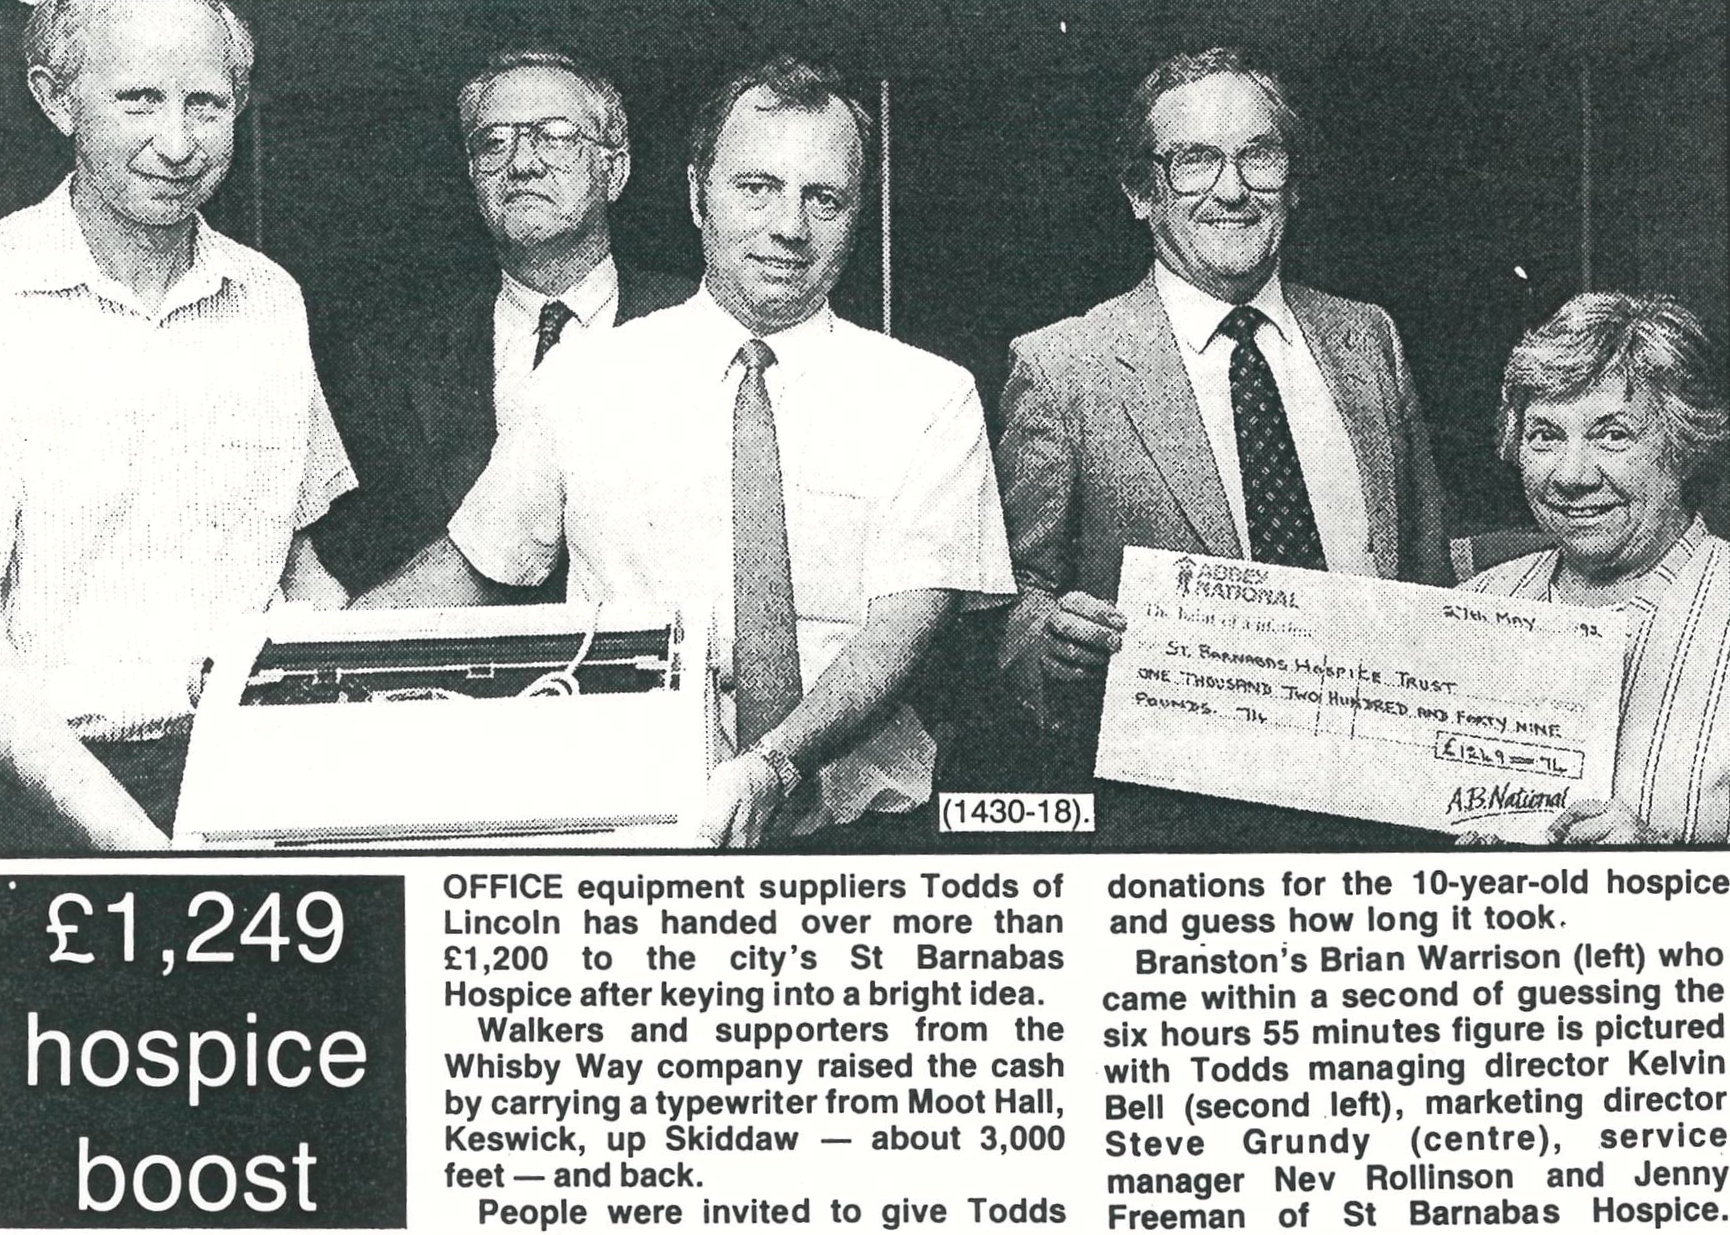 ABBEY
NATIONAL
27th MAY 92
ST. BARNABAS HOSPICE TRUST
ONE THOUSAND TWO HUNDRED AND FORTY NINE
POUNDS. 74
£1249=74
A.B.National
(1430-18).
£1,249
hospice
boost
OFFICE equipment suppliers Todds of
Lincoln has handed over more than
£1,200 to the city's St Barnabas
Hospice after keying into a bright idea.
Walkers and supporters from the
Whisby Way company raised the cash
by carrying a typewriter from Moot Hall,
Keswick, up Skiddaw — about 3,000
feet — and back.
People were invited to give Todds
donations for the 10-year-old hospice
and guess how long it took.
Branston's Brian Warrison (left) who
came within a second of guessing the
six hours 55 minutes figure is pictured
with Todds managing director Kelvin
Bell (second left), marketing director
Steve Grundy (centre), service
manager Nev Rollinson and Jenny
Freeman of St Barnabas Hospice.